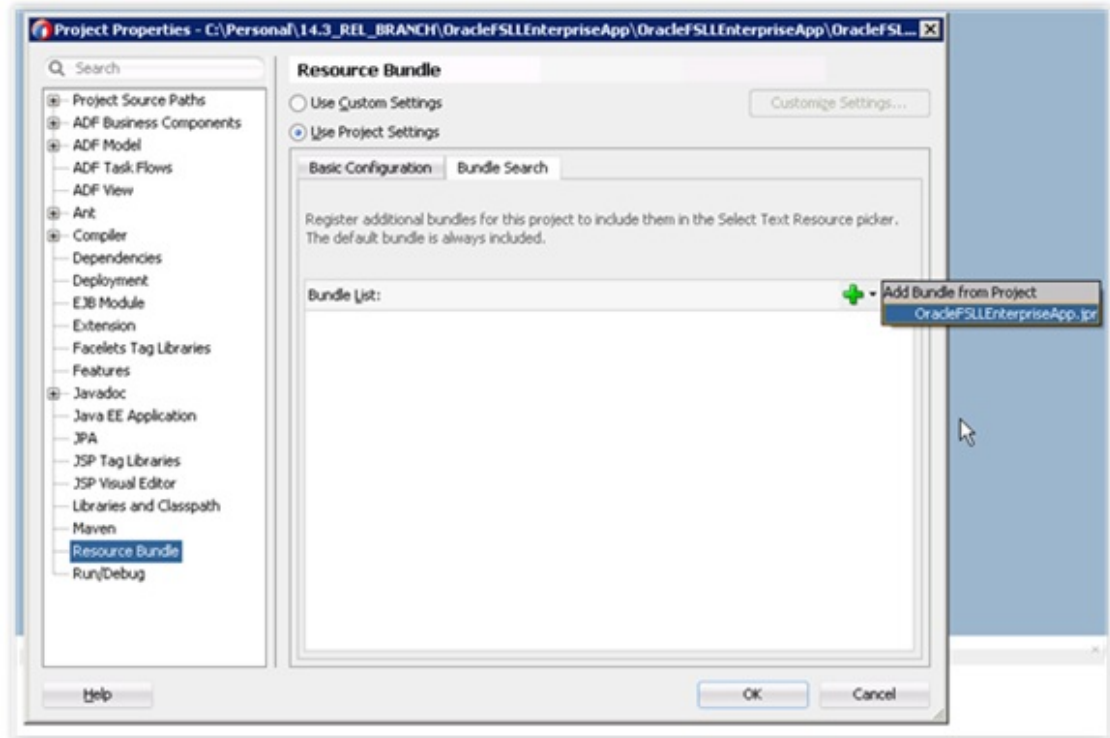 Project Properties - C:\Personal\14.3_REL_BRANCH\OracleFSLLEnterpriseApp\OracleFSLLEnterpriseApp\OracleFSL...
Search
Project Source Paths
ADF Business Components
ADF Model
ADF Task Flows
ADF View
Ant
Compiler
Dependencies
Deployment
EJB Module
Extension
Facelets Tag Libraries
Features
Javadoc
Java EE Application
JPA
JSP Tag Libraries
JSP Visual Editor
Libraries and Classpath
Maven
Resource Bundle
Run/Debug
Resource Bundle
Use Custom Settings
Customize Settings...
Use Project Settings
Basic Configuration Bundle Search
Register additional bundles for this project to include them in the Select Text Resource picker.
The default bundle is always included.
Bundle List:
Add Bundle from Project
OracleFSLLEnterpriseApp.jpr
Help
OK
Cancel